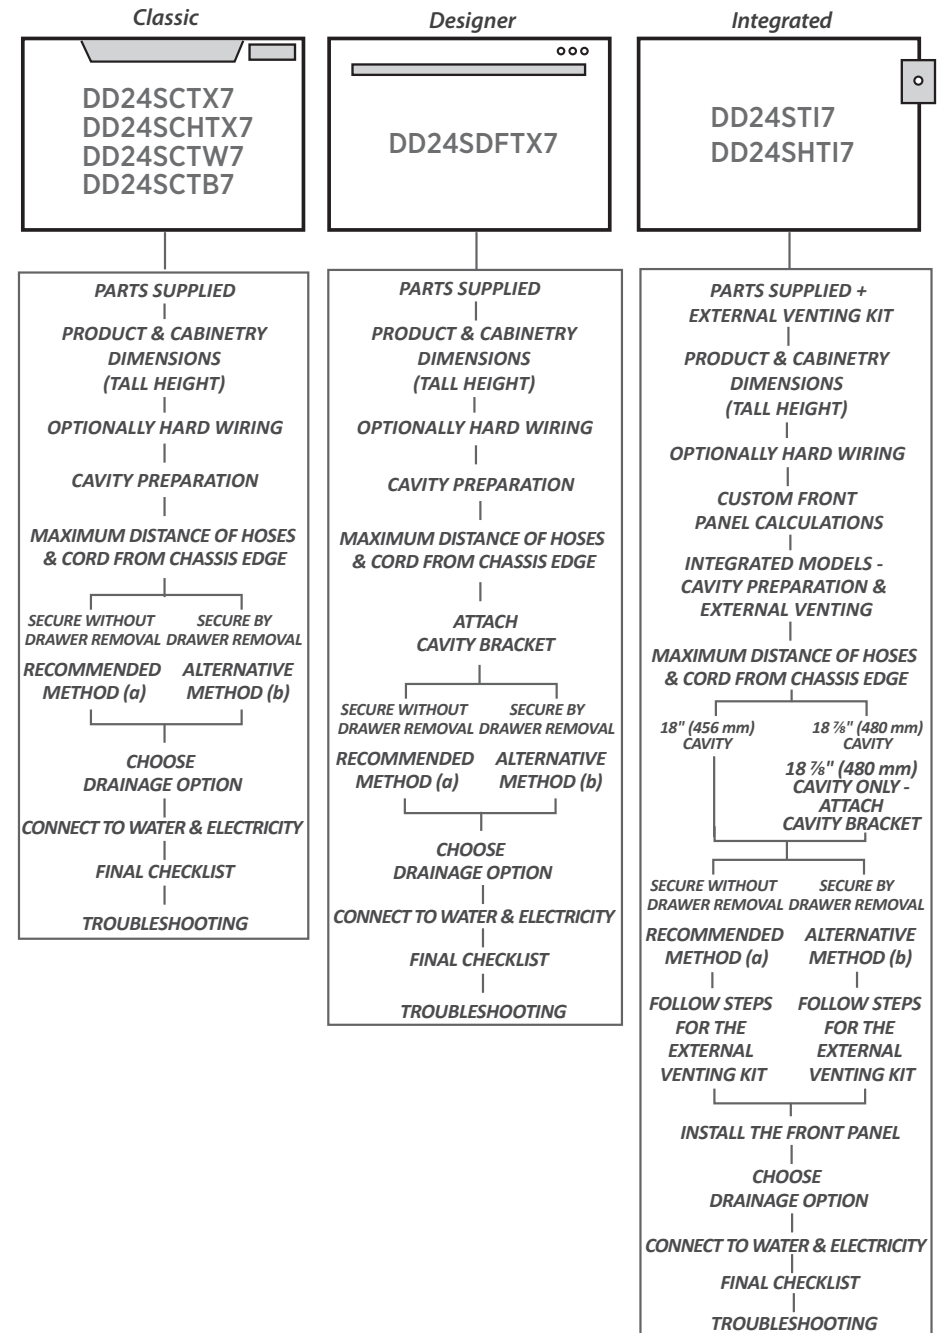 Classic
DD24SCTX7
DD24SCHTX7
DD24SCTW7
DD24SCTB7
PARTS SUPPLIED
PRODUCT & CABINETRY
DIMENSIONS
(TALL HEIGHT)
OPTIONALLY HARD WIRING
CAVITY PREPARATION
MAXIMUM DISTANCE OF HOSES
& CORD FROM CHASSIS EDGE
SECURE WITHOUT
DRAWER REMOVAL
RECOMMENDED
METHOD (a)
SECURE BY
DRAWER REMOVAL
ALTERNATIVE
METHOD (b)
CHOOSE
DRAINAGE OPTION
CONNECT TO WATER & ELECTRICITY
FINAL CHECKLIST
TROUBLESHOOTING
Designer
DD24SDFTX7
PARTS SUPPLIED
PRODUCT & CABINETRY
DIMENSIONS
(TALL HEIGHT)
OPTIONALLY HARD WIRING
CAVITY PREPARATION
MAXIMUM DISTANCE OF HOSES
& CORD FROM CHASSIS EDGE
ATTACH
CAVITY BRACKET
SECURE WITHOUT
DRAWER REMOVAL
RECOMMENDED
METHOD (a)
SECURE BY
DRAWER REMOVAL
ALTERNATIVE
METHOD (b)
CHOOSE
DRAINAGE OPTION
CONNECT TO WATER & ELECTRICITY
FINAL CHECKLIST
TROUBLESHOOTING
Integrated
DD24STI7
DD24SHTI7
PARTS SUPPLIED +
EXTERNAL VENTING KIT
PRODUCT & CABINETRY
DIMENSIONS
(TALL HEIGHT)
OPTIONALLY HARD WIRING
CUSTOM FRONT
PANEL CALCULATIONS
INTEGRATED MODELS -
CAVITY PREPARATION &
EXTERNAL VENTING
MAXIMUM DISTANCE OF HOSES
& CORD FROM CHASSIS EDGE
18" (456 mm)
CAVITY
18 ⅞" (480 mm)
CAVITY
18 ⅞" (480 mm)
CAVITY ONLY -
ATTACH
CAVITY BRACKET
SECURE WITHOUT
DRAWER REMOVAL
RECOMMENDED
METHOD (a)
FOLLOW STEPS
FOR THE
EXTERNAL
VENTING KIT
SECURE BY
DRAWER REMOVAL
ALTERNATIVE
METHOD (b)
FOLLOW STEPS
FOR THE
EXTERNAL
VENTING KIT
INSTALL THE FRONT PANEL
CHOOSE
DRAINAGE OPTION
CONNECT TO WATER & ELECTRICITY
FINAL CHECKLIST
TROUBLESHOOTING